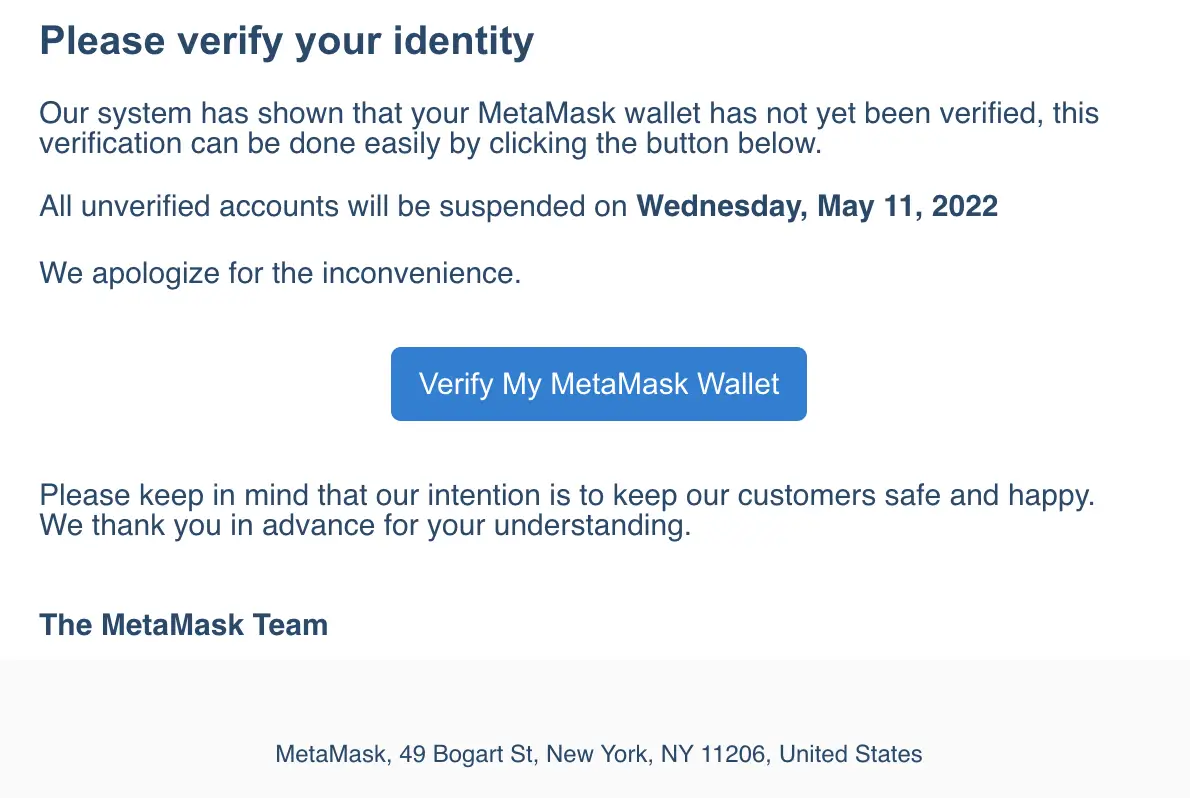 Please verify your identity
Our system has shown that your MetaMask wallet has not yet been verified, this
verification can be done easily by clicking the button below.
All unverified accounts will be suspended on Wednesday, May 11, 2022
We apologize for the inconvenience.
Verify My MetaMask Wallet
Please keep in mind that our intention is to keep our customers safe and happy.
We thank you in advance for your understanding.
The MetaMask Team
MetaMask, 49 Bogart St, New York, NY 11206, United States